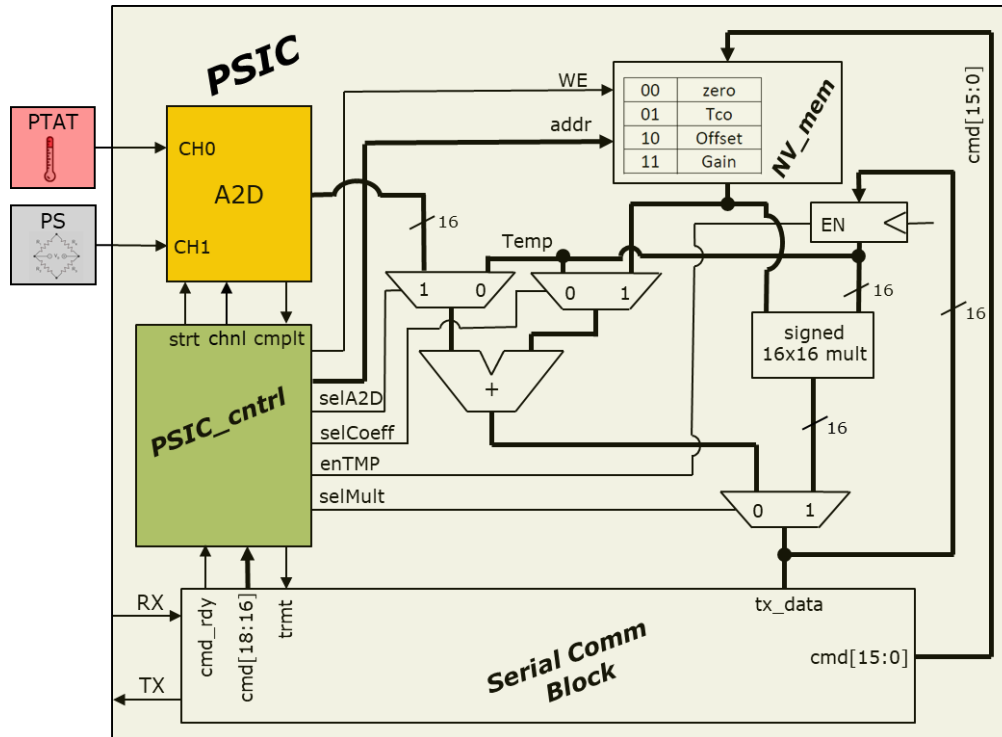 PSIC
cmd[15:0]
WE
00 zero
01 Tco
10 Offset
11 Gain
NV_mem
addr
PTAT
CH0
A2D
PS
CH1
16
Temp
EN
1 0
0 1
16
16
strt chnl cmplt
signed
16x16 mult
PSIC_cntrl
selA2D
+
selCoeff
16
enTMP
selMult
0 1
RX
cmd_rdy
cmd[18:16]
trmt
tx_data
Serial Comm
Block
cmd[15:0]
TX